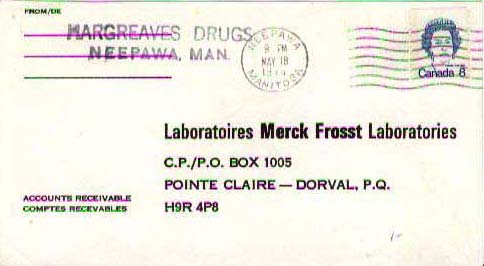 FROM/DE
HARGREAVES DRUGS
NEEPAWA, MAN.
NEEPAWA
PM
MAY 18
MANITOBA
Canada 8
Laboratoires Merck Frosst Laboratories
C.P./P.O. BOX 1005
POINTE CLAIRE — DORVAL, P.Q.
H9R 4P8
ACCOUNTS RECEIVABLE
COMPTES RECEVABLES